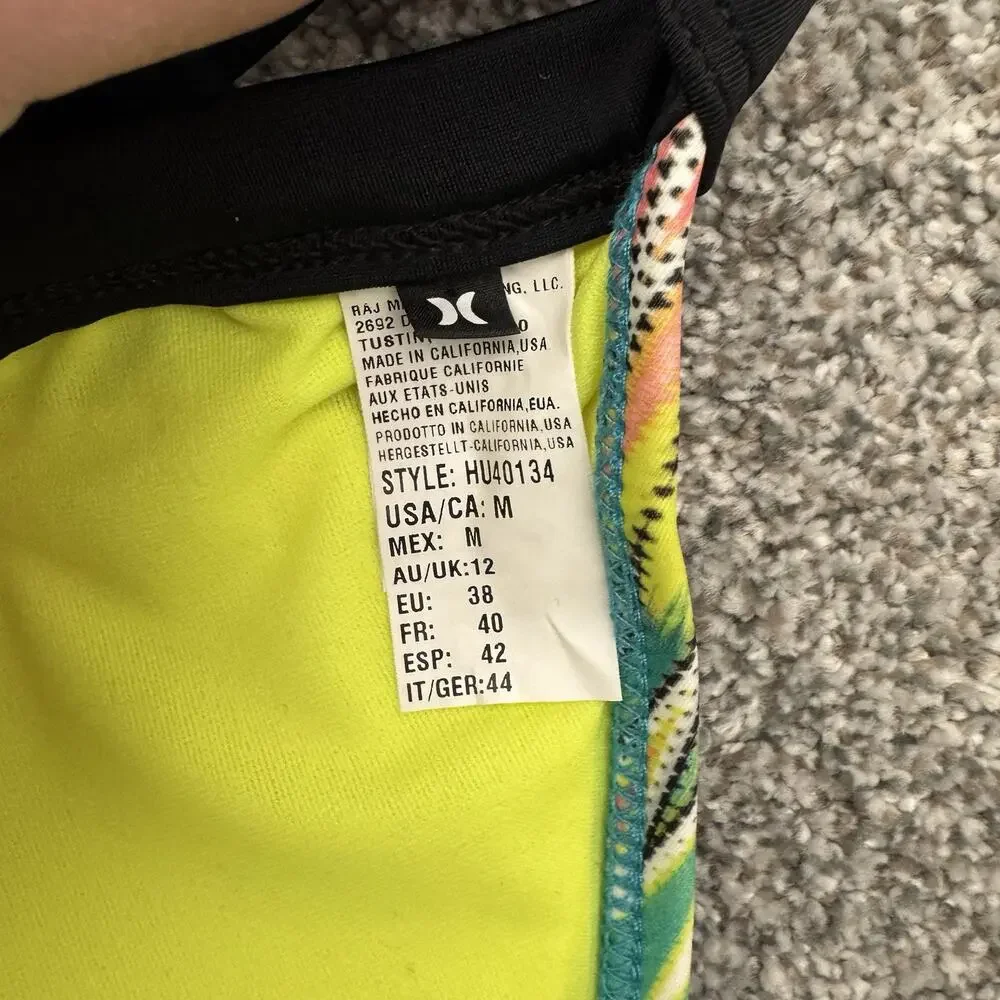 RAJ NG. LLC.
2692
TUSTIN
MADE IN CALIFORNIA,USA
FABRIQUE CALIFORNIE
AUX ETATS-UNIS
HECHO EN CALIFORNIA,EUA.
PRODOTTO IN CALIFORNIA,USA
HERGESTELLT-CALIFORNIA,USA
STYLE: HU40134
USA/CA: M
MEX: M
AU/UK:12
EU: 38
FR: 40
ESP: 42
IT/GER:44